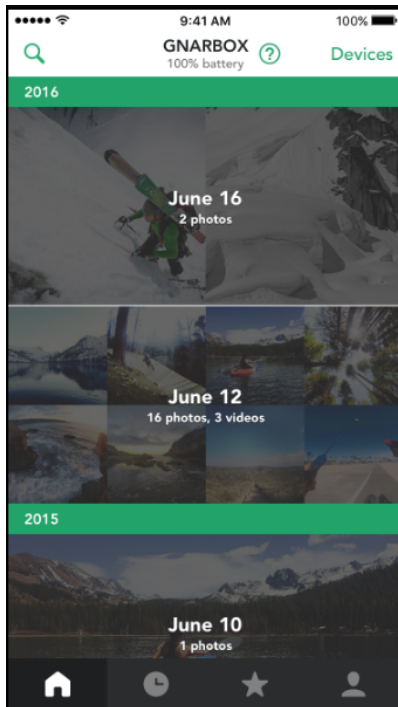 9:41 AM
100%
GNARBOX
100% battery
?
Devices
2016
June 16
2 photos
June 12
16 photos, 3 videos
2015
June 10
1 photos